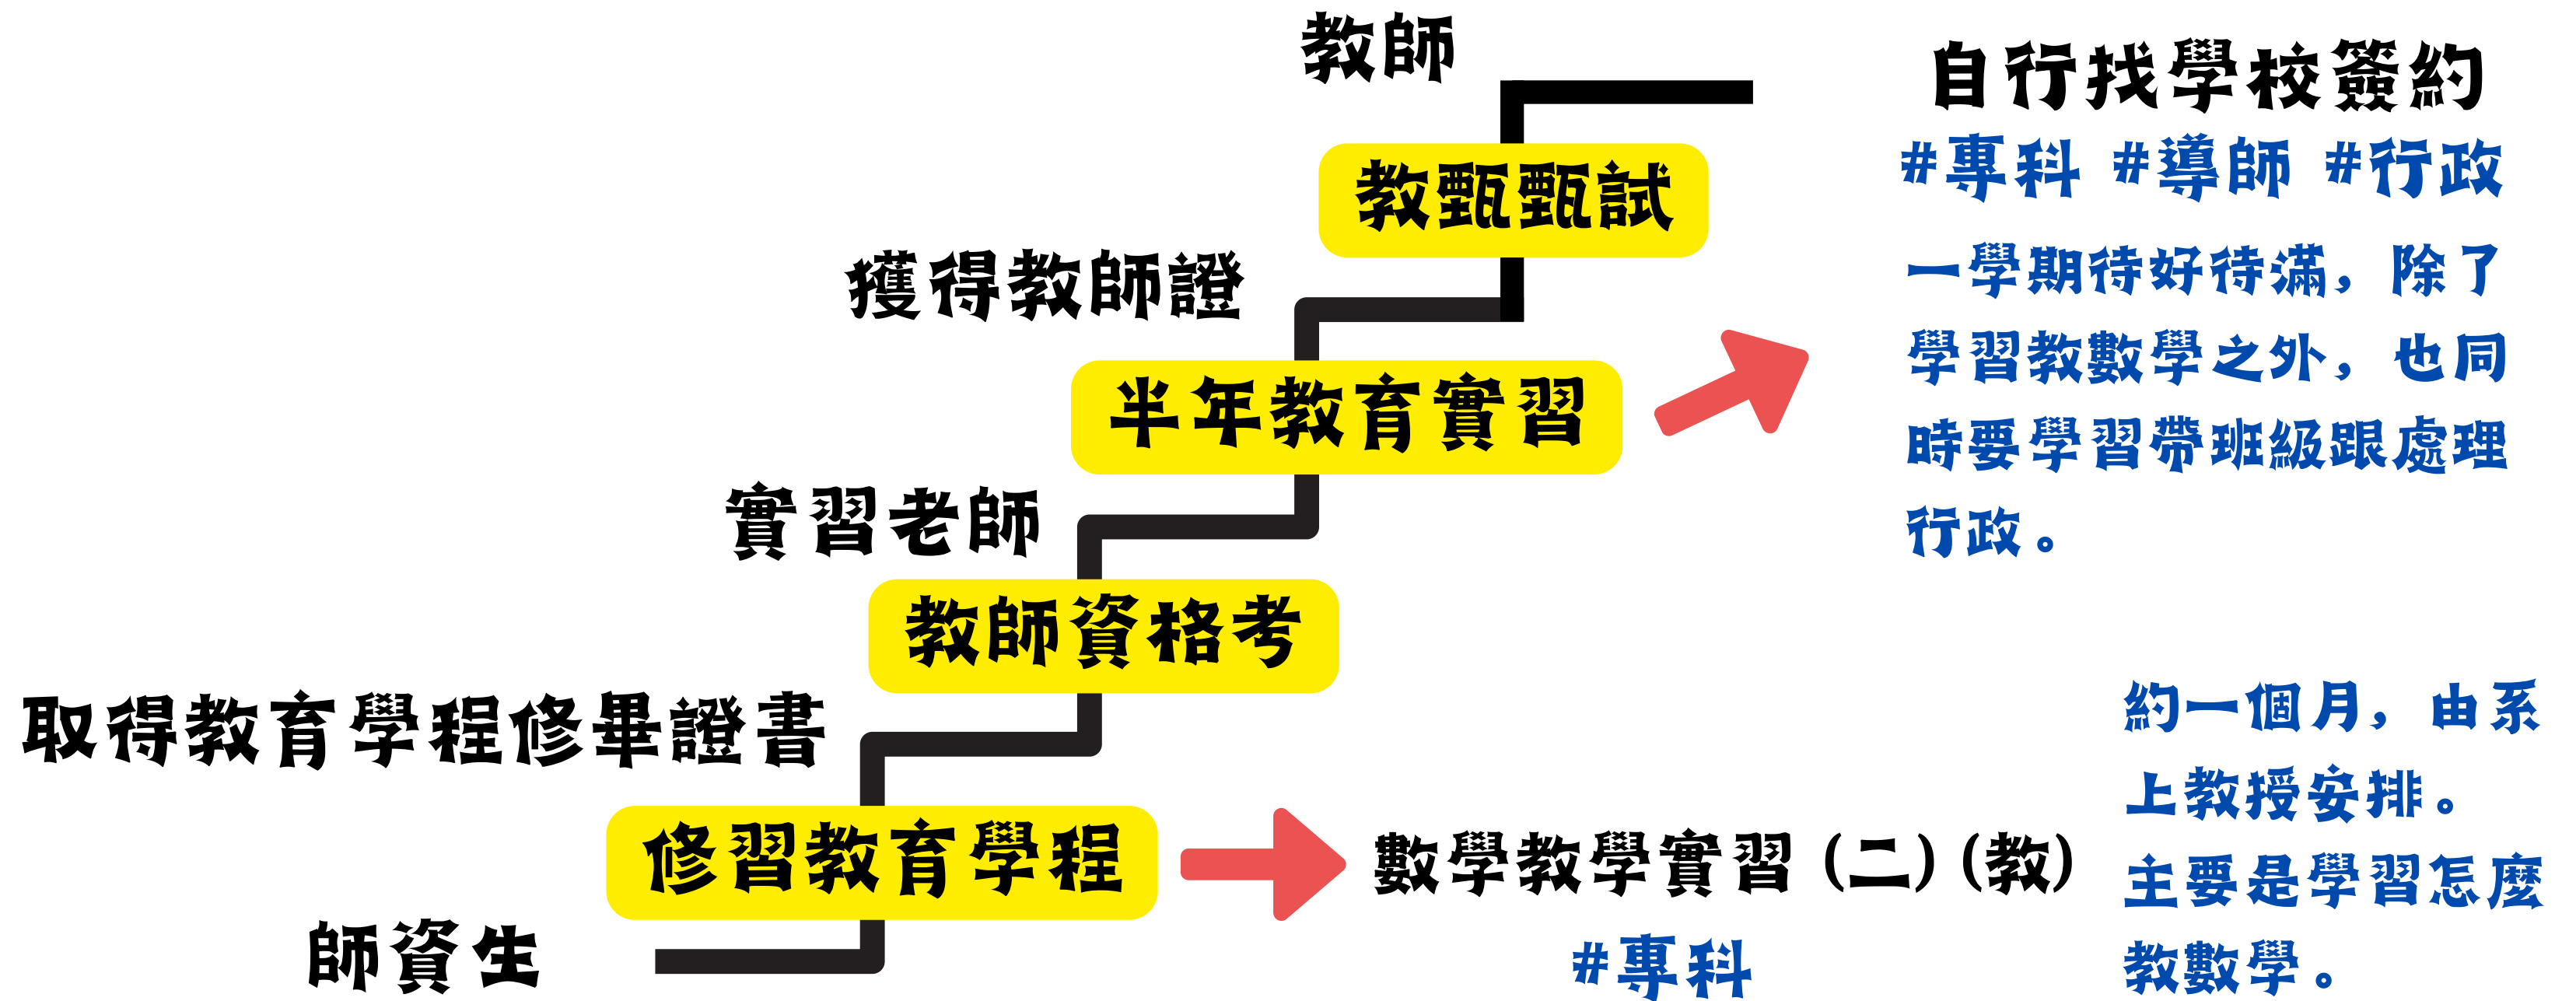 教師
自行找學校簽約
#專科 #導師 #行政
教甄甄試
一學期待好待滿，除了
學習教數學之外，也同
時要學習帶班級跟處理
行政。
獲得教師證
半年教育實習
實習老師
教師資格考
取得教育學程修畢證書
修習教育學程
數學教學實習（二）（教）
#專科
約一個月，由系
上教授安排。
主要是學習怎麼
教數學。
師資生